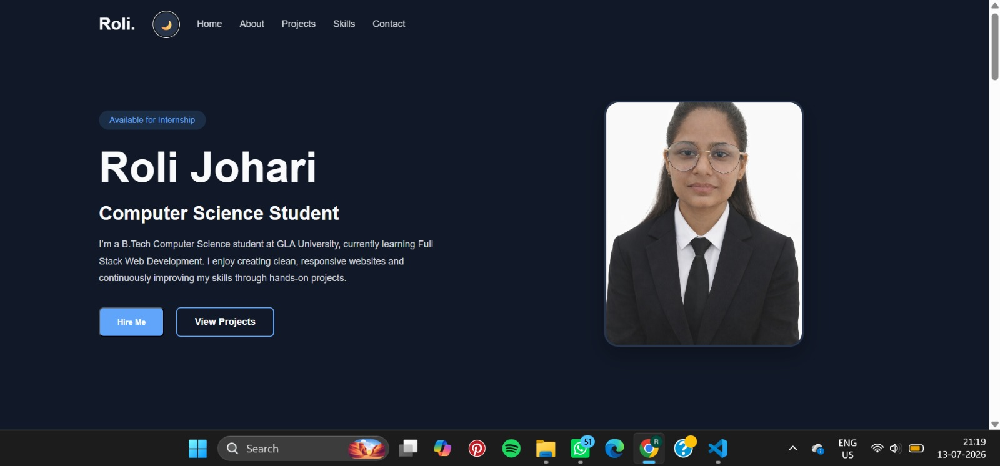 Roli.
Home
About
Projects
Skills
Contact
Available for Internship
Roli Johari
Computer Science Student
I'm a B.Tech Computer Science student at GLA University, currently learning Full
Stack Web Development. I enjoy creating clean, responsive websites and
continuously improving my skills through hands-on projects.
Hire Me
View Projects
Search
51
R
ENG
US
21:19
13-07-2026